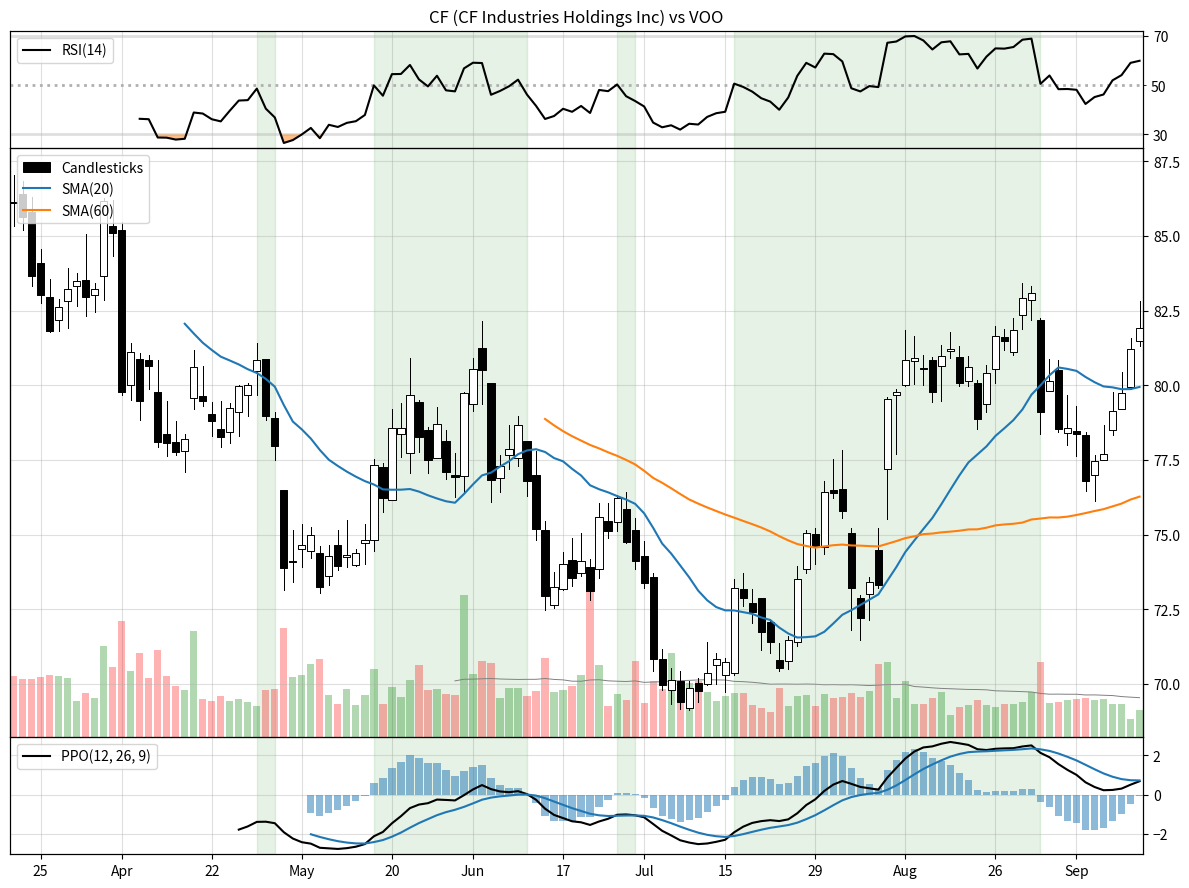 CF (CF Industries Holdings Inc) vs VOO
RSI(14)
70
50
30
Candlesticks
SMA(20)
SMA(60)
87.5
85.0
82.5
80.0
77.5
75.0
72.5
70.0
PPO(12, 26, 9)
2
0
−2
25 Apr 22 May 20 Jun 17 Jul 15 29 Aug 26 Sep